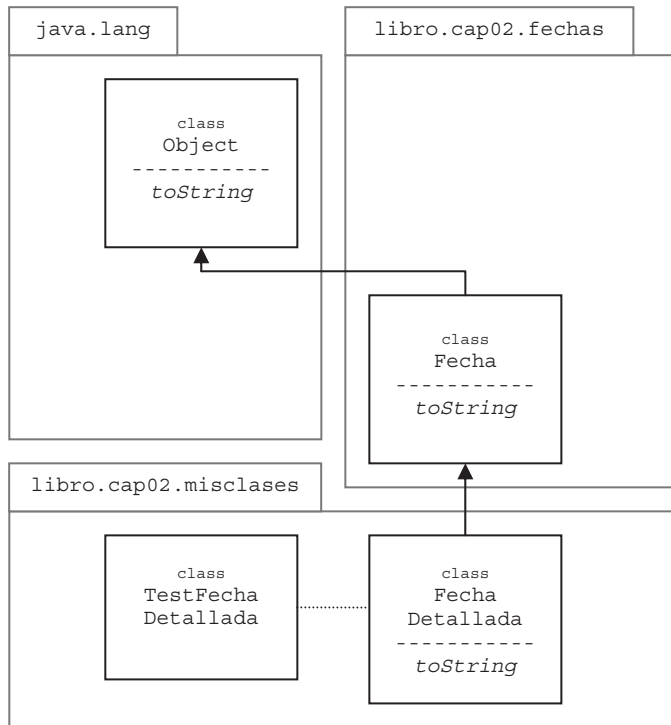 java.lang
libro.cap02.fechas
class
Object
-----------
toString
class
Fecha
-----------
toString
libro.cap02.misclases
class
TestFecha
Detallada
class
Fecha
Detallada
-----------
toString